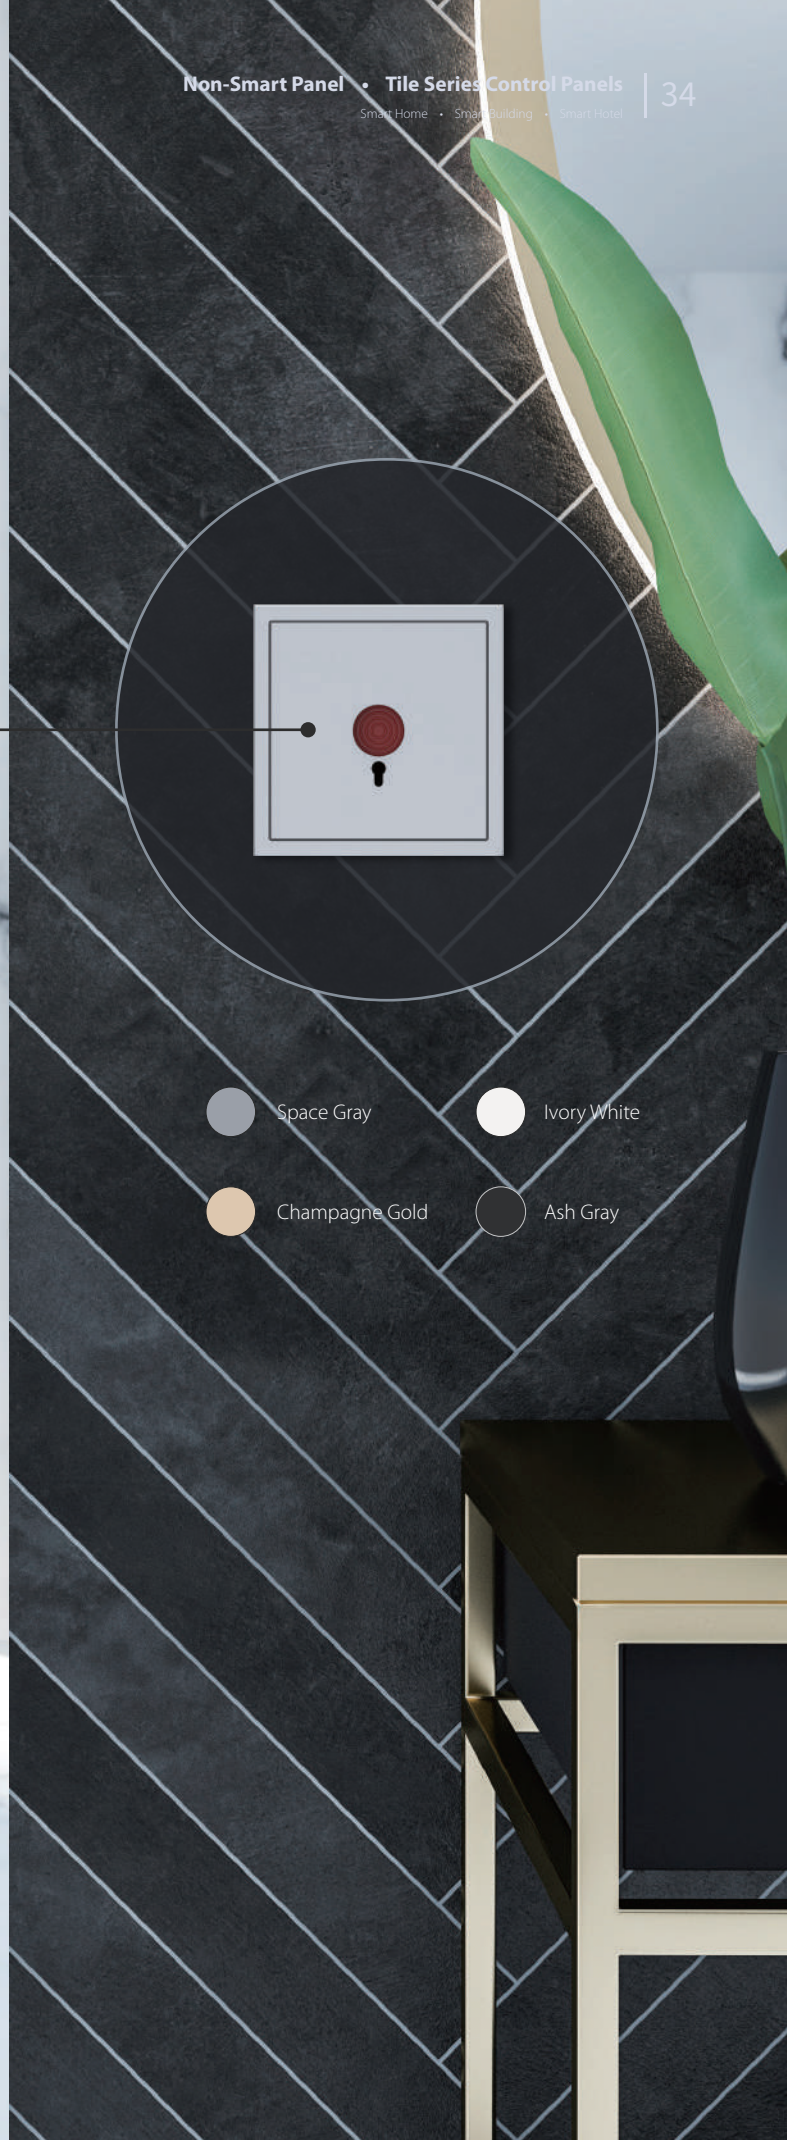 Non-Smart Panel • Tile Series Control Panels
34
Smart Home • Smart Building • Smart Hotel
Space Gray
Ivory White
Champagne Gold
Ash Gray